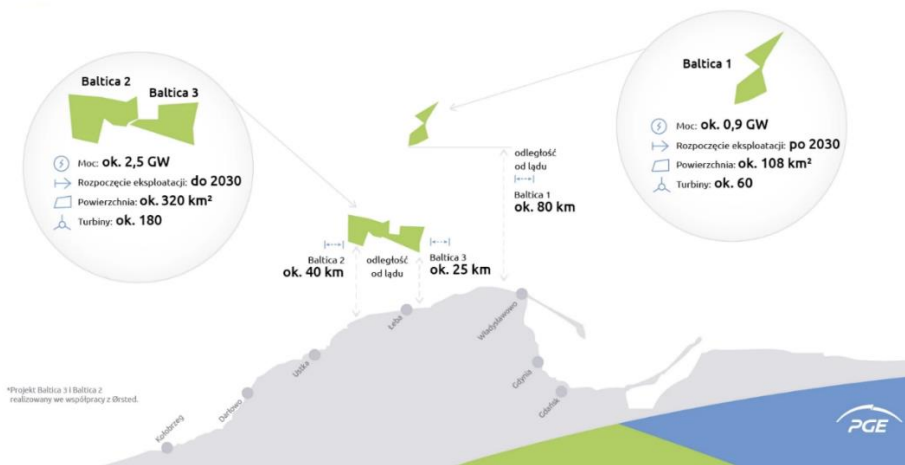 Baltica 2
Baltica 3
Moc: ok. 2,5 GW
Rozpoczęcie eksploatacji: do 2030
Powierzchnia: ok. 320 km²
Turbiny: ok. 180
Baltica 1
Moc: ok. 0,9 GW
Rozpoczęcie eksploatacji: po 2030
Powierzchnia: ok. 108 km²
Turbiny: ok. 60
odległość
od lądu
Baltica 1
ok. 80 km
Baltica 2
ok. 40 km
odległość
od lądu
Baltica 3
ok. 25 km
Kołobrzeg
Darłowo
Ustka
Łeba
Władysławowo
Gdynia
Gdańsk
*Projekt Baltica 3 i Baltica 2
realizowany we współpracy z Ørsted.
PGE